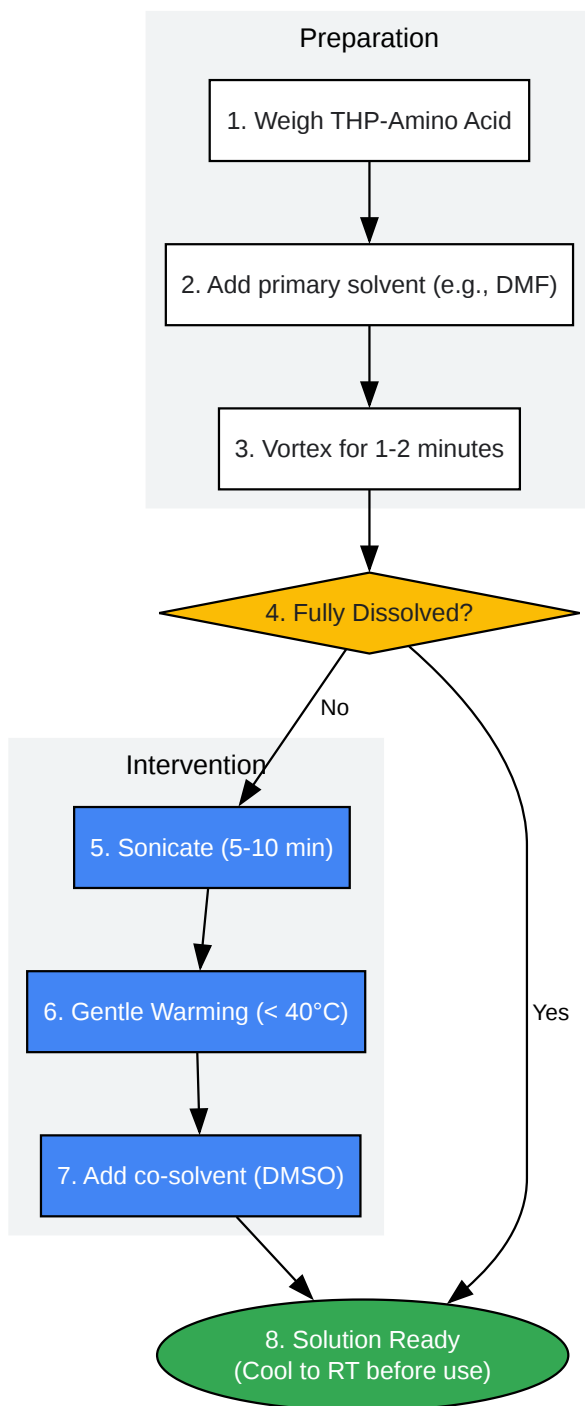 Preparation
1. Weigh THP-Amino Acid
2. Add primary solvent (e.g., DMF)
3. Vortex for 1-2 minutes
4. Fully Dissolved?
No
Intervention
5. Sonicate (5-10 min)
6. Gentle Warming (< 40°C)
Yes
7. Add co-solvent (DMSO)
8. Solution Ready
(Cool to RT before use)